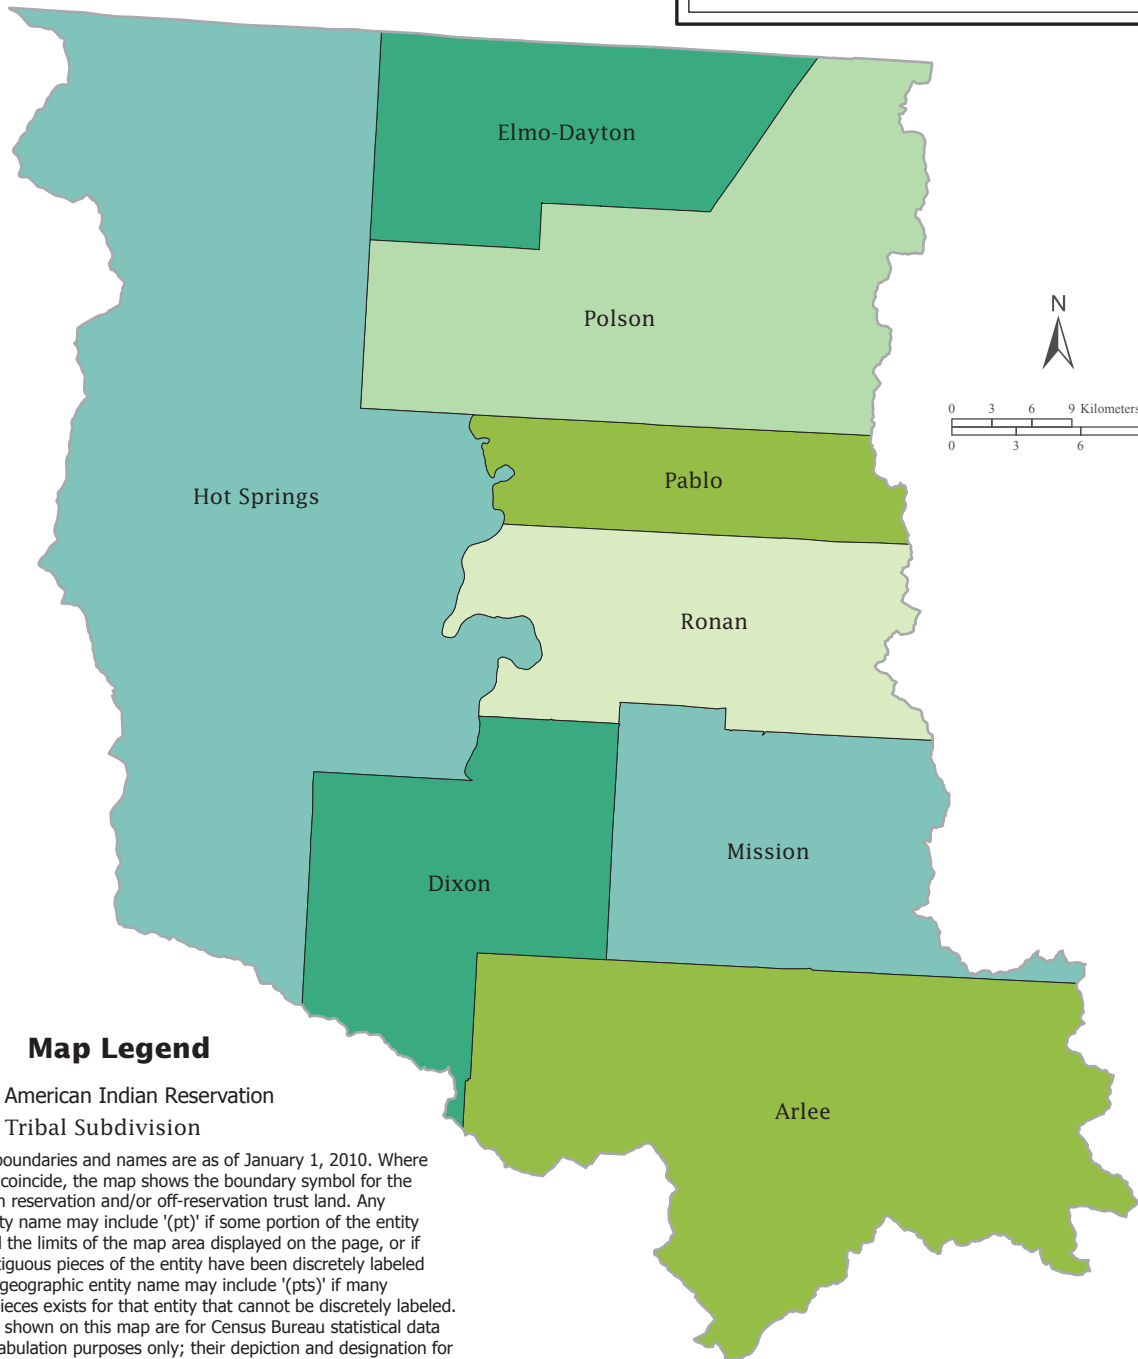 Elmo-Dayton
Polson
N
0 3 6 9 Kilometers
0 3 6
Pablo
Hot Springs
Ronan
Mission
Dixon
Map Legend
American Indian Reservation
Tribal Subdivision
Arlee
boundaries and names are as of January 1, 2010. Where
coincide, the map shows the boundary symbol for the
reservation and/or off-reservation trust land. Any
name may include '(pt)' if some portion of the entity
the limits of the map area displayed on the page, or if
pieces of the entity have been discretely labeled
geographic entity name may include '(pts)' if many
exists for that entity that cannot be discretely labeled.
shown on this map are for Census Bureau statistical data
purposes only; their depiction and designation for